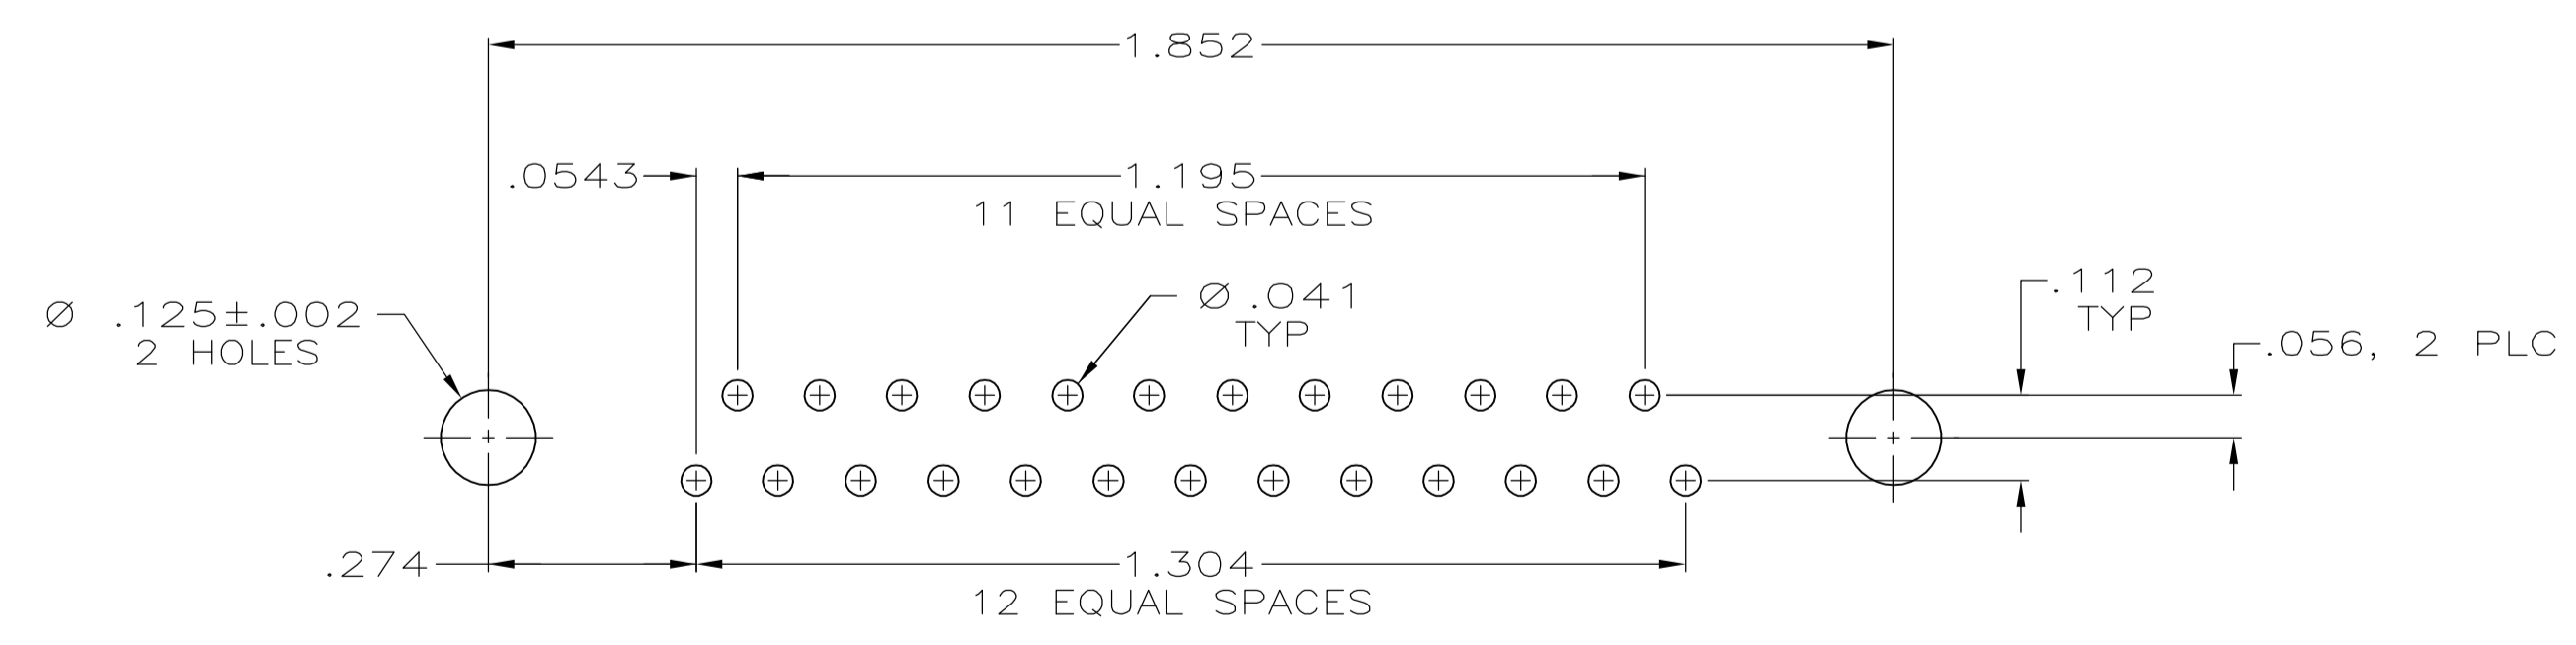 1.852
.0543
1.195
11 EQUAL SPACES
Ø .125±.002
2 HOLES
Ø .041
TYP
.112
TYP
.056, 2 PLC
.274
1.304
12 EQUAL SPACES